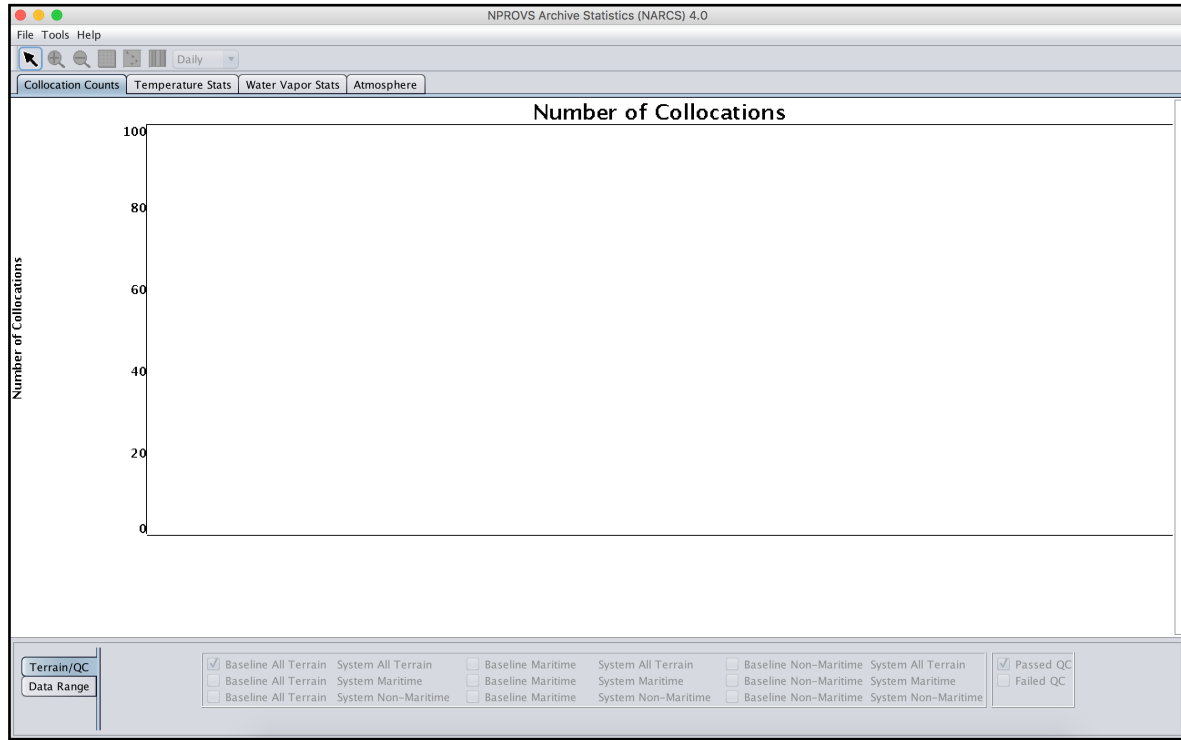 NPROVS Archive Statistics (NARCS) 4.0
File Tools Help
Daily
Collocation Counts Temperature Stats Water Vapor Stats Atmosphere
Number of Collocations
100
80
60
40
20
0
Number of Collocations
Terrain/QC
Data Range
Baseline All Terrain System All Terrain Baseline Maritime System All Terrain Baseline Non-Maritime System All Terrain Passed QC
Baseline All Terrain System Maritime Baseline Maritime System Maritime Baseline Non-Maritime System Maritime Failed QC
Baseline All Terrain System Non-Maritime Baseline Maritime System Non-Maritime Baseline Non-Maritime System Non-Maritime